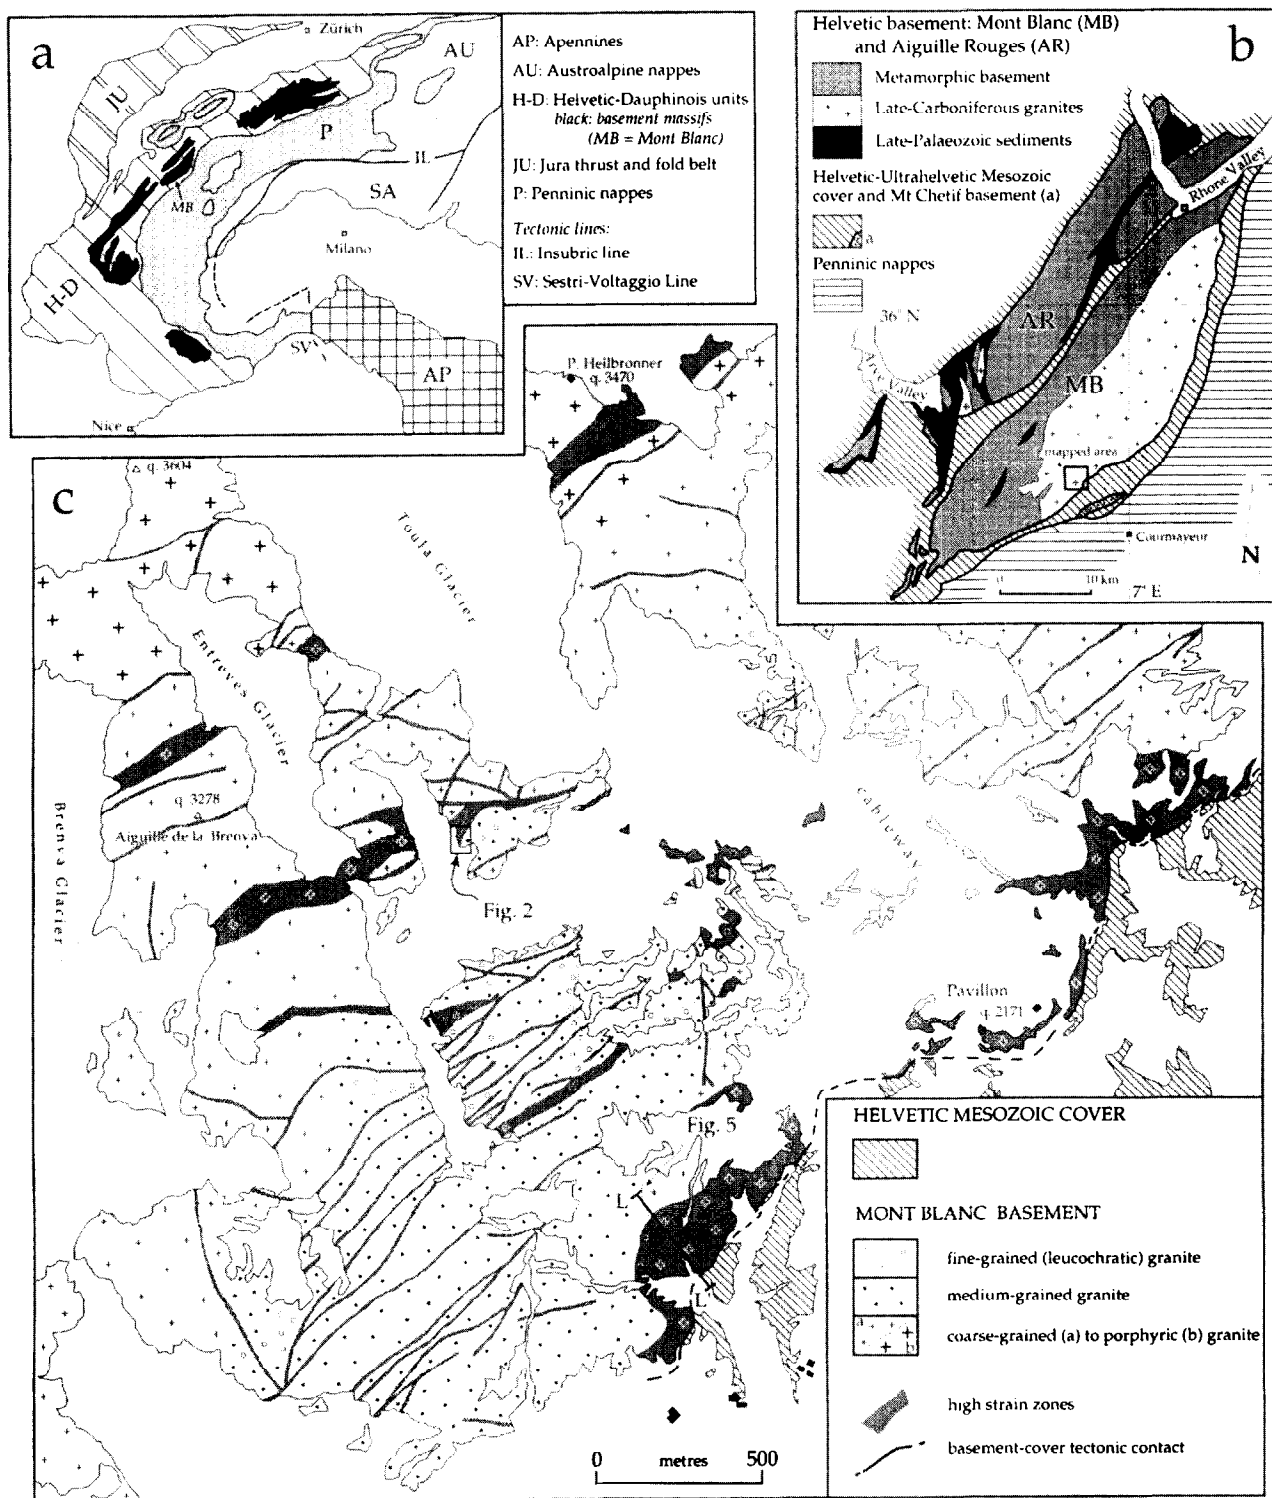 a
Zürich
AU
JU
P
IL
SA
MB
Milano
H-D
SV
AP
Nice
AP: Apennines
AU: Austroalpine nappes
H-D: Helvetic-Dauphinois units
black: basement massifs
(MB = Mont Blanc)
JU: Jura thrust and fold belt
P: Penninic nappes
Tectonic lines:
IL: Insubric line
SV: Sestri-Voltaggio Line
b
Helvetic basement: Mont Blanc (MB)
and Aiguille Rouges (AR)
Metamorphic basement
Late-Carboniferous granites
Late-Palaeozoic sediments
Helvetic-Ultrahelvetic Mesozoic
cover and Mt Chetif basement (a)
a
Penninic nappes
Rhone Valley
36° N
AR
Arve Valley
MB
mapped area
Courmayeur
N
0 10 km
7° E
c
P. Heilbronner
q. 3470
q. 3604
Toula Glacier
Entreves Glacier
q. 3278
Aiguille de la Brenva
Brenva Glacier
cableway
Fig. 2
Pavillon
q. 2171
Fig. 5
L
L'
HELVETIC MESOZOIC COVER
MONT BLANC BASEMENT
fine-grained (leucochratic) granite
medium-grained granite
a b
coarse-grained (a) to porphyric (b) granite
high strain zones
basement-cover tectonic contact
0 metres 500